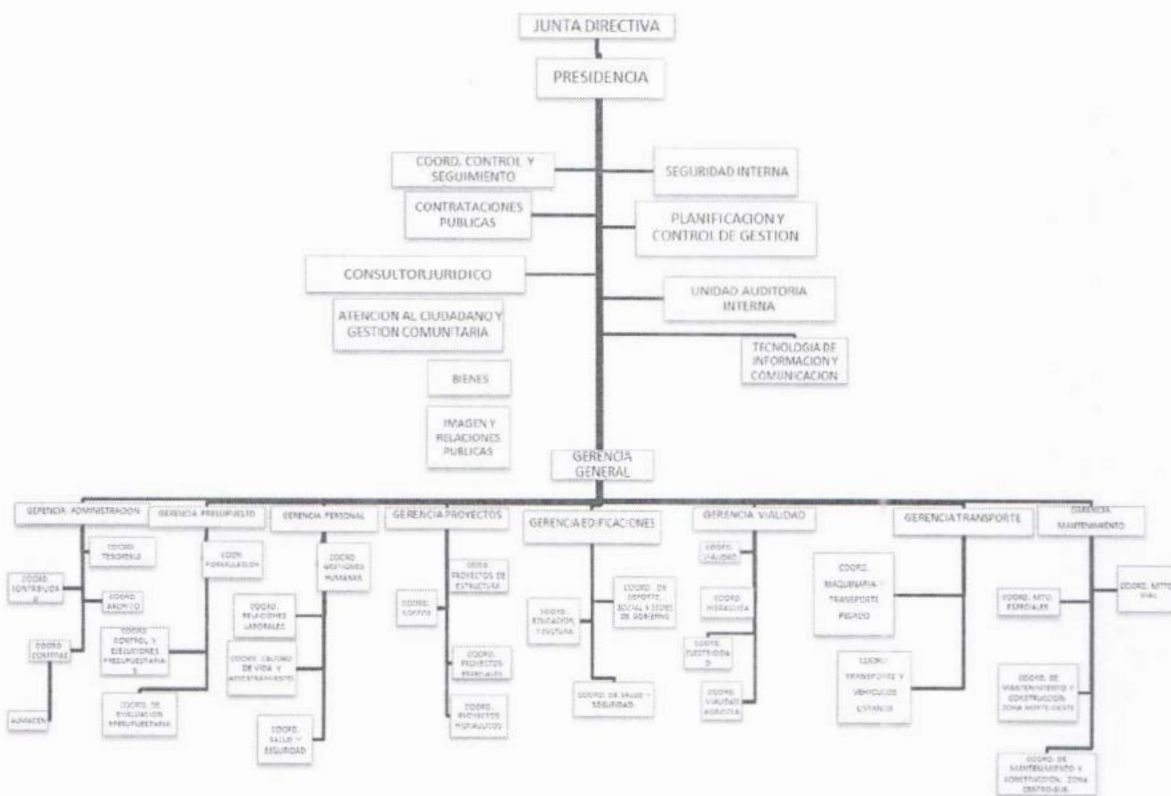 JUNTA DIRECTIVA
PRESIDENCIA
COORD. CONTROL Y
SEGUIMIENTO
SEGURIDAD INTERNA
CONTRATACIONES
PUBLICAS
PLANIFICACION Y
CONTROL DE GESTION
CONSULTOR JURIDICO
UNIDAD AUDITORIA
INTERNA
ATENCION AL CIUDADANO Y
GESTION COMUNITARIA
TECNOLOGIA DE
INFORMACION Y
COMUNICACION
BIENES
IMAGEN Y
RELACIONES
PUBLICAS
GERENCIA
GENERAL
GERENCIA ADMINISTRACION
COORD.
TESORERIA
COORD.
COORD.
ARCHIVO
COORD.
COMPRAS
ALMACEN
GERENCIA PRESUPUESTO
COOR.
FORMULACION
COORD.
CONTROL Y
EJECUCIONES
PRESUPUESTARIA
S
COORD. DE
EVALUACION
PRESUPUESTARIA
GERENCIA PERSONAL
COORD
GESTIONES
HUMANAS
COORD.
RELACIONES
LABORALES
COORD. CALIDAD
DE VIDA Y
ADIESTRAMIENTO
COORD.
SALUD Y
SEGURIDAD
GERENCIA PROYECTOS
PROYECTOS DE
ESTRUCTURA
COORD.
COORD.
PROYECTOS
ESPECIALES
COORD.
PROYECTOS
HIDRAULICOS
GERENCIA EDIFICACIONES
COORD. DE
DEPORTE,
SOCIAL Y SEDES
DE GOBIERNO
COORD.
EDUCACION
Y CULTURA
COORD. DE SALUD Y
SEGURIDAD
GERENCIA VIALIDAD
COORD.
VIALIDAD
COORD.
HIDRAULICA
COORD.
ELECTRICIDA
D
COORD.
VIALIDAD
AGRICOLA
GERENCIA TRANSPORTE
COORD.
MAQUINARIA Y
TRANSPORTE
PESADO
COORD.
TRANSPORTE Y
VEHICULOS
LIVIANOS
GERENCIA
MANTENIMIENTO
COORD. MTTO
VIAL
COORD. MTO.
ESPECIALES
COORD. DE
MANTENIMIENTO Y
CONSTRUCCION.
COORD. DE
MANTENIMIENTO Y
ZONA
CENTRO-SUR.